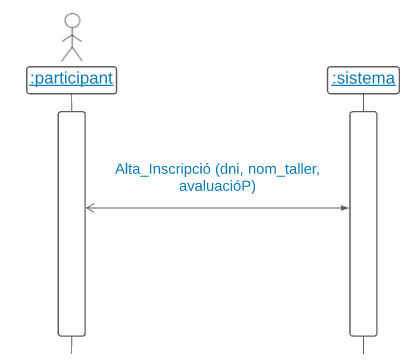 :participant
:sistema
Alta_Inscripció (dni, nom_taller,
avaluacióP)